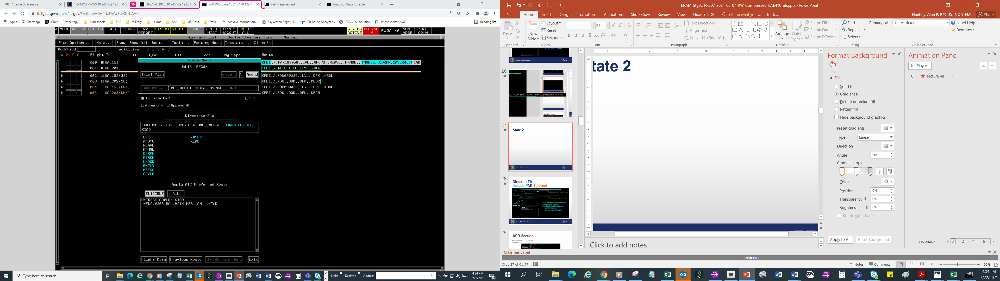 Apache Guacamole
455/MCG:MCWS:10.245.129.122:
16
867/RPD:RPos:10.245.129.122:54
868/DVu:DPos:10.245.129.122:54
Lab Management
Guac huntleya Console
tb3guac.gwp.eram.faa.gov/#/client/MzM4NzEAYwBteXNxbA==
Apps
Startpage
Gibiru – Protecting...
Timesheets
ECS
Military
Leidos
FAA
US Govt
Travel
AirNav: Information...
SkyVector: Flight Pl...
IFR Route Analyzer...
FRAC SSL Solution
Photoshelter_AOC
Reading list
MORE
ACL 06
DEP 00
GPD
PLANS
WX REPORT
SIG 01
GI 01
UA
CPDLC HIST
CPDLC MSGOUT
KEEP ALL
STATUS ACTIVE
OUTAGE 16
0008 40
NON-ADSB
SAT COMM
Aircraft List Sector/Boundary Time Manual
Plan Options... Hold... Show Show All Sort... Tools... Posting Mode Template... Clean Up
Add/Find
Facilities: B I J N C T
R Y A Flight Id PA Type Alt Code Hdg / Spd Route
000 UAL151
KPBI./.FAK189056..LVL..APOYU..NEAVL..MANGE..[MANGE..DORRN.CAVLR4.]KIAD
001 UAL201
KPBI./.RDU..OOD..DPK..KBGR
N 002 UAL152(38)
KPBI./.RDU090035..LVL..DPK..KBDL
N 003 UAL202(36)
KPBI./.RDU..OOD..DPK..KBGR
N 004 UAL153(UNK)
KPBI./.RDU090035..LVL..DPK..KBDL
N 005 UAL203(UNK)
KPBI./.RDU..OOD..DPK..KBGR
Route Menu
UAL151 B738/L
Trial Plan
Uplink
Amend
FAK189055.. ]LVL..APOYU..NEAVL..MANGE..KIAD
Include PAR
FRC
Append *
Append ⊕
Direct-to-Fix
FAK189056..LVL..APOYU..NEAVL..MANGE..DORRN.CAVLR4.
KIAD
LVL KASDY
APOYU KIAD
NEAVL
MANGE
DORRN
PERKN
KHOOD
BNTLY
MEEGO
CAVLR
Apply ATC Preferred Route
ELIGIBLE
ALL
A→TRSSK.CAVLR4.KIAD
→ENO.V268.BAL.V214.MRB..AML..KIAD
Flight Data
Previous Route
TFM Reroute Menu
Exit
Type here to search
Links
Desktop
Address
4:34 PM
7/22/2021
13
ERAM_Stg3c_PRS07_2021_06_07_RW_Compressed_EAE410_ah.pptx - PowerPoint
File
Home
Insert
Design
Transitions
Animations
Slide Show
Review
View
Nuance PDF
Tell me what you want to do...
Huntley, Alan P. [US-US](NON-EMP)
Share
Paste
Clipboard
New Slide
Layout
Reset
Section
Slides
24
Font
Paragraph
Text Direction
Align Text
Convert to SmartArt
Arrange
Quick Styles
Shape Fill
Shape Outline
Shape Effects
Drawing
Find
Replace
Select
Editing
Primary Label
Unrestricted
Label Help
Favorites
Classifier Label
26
27
State 2
28
Direct-to-Fix -
Include PAR Selected
29
APR Section
tate 2
Click to add notes
Format Background
Fill
Solid fill
Gradient fill
Picture or texture fill
Pattern fill
Hide background graphics
Preset gradients
Type
Linear
Direction
Angle
90°
Gradient stops
Color
Position
0%
Transparency
0%
Brightness
0%
Rotate with shape
Apply to All
Reset Background
Animation Pane
Play All
0
Picture 48
Seconds
0 2 4 6
Classifier Label
Unrestricted
Slide 27 of 0 .. 77
Notes
Comments
90%
4:34 PM